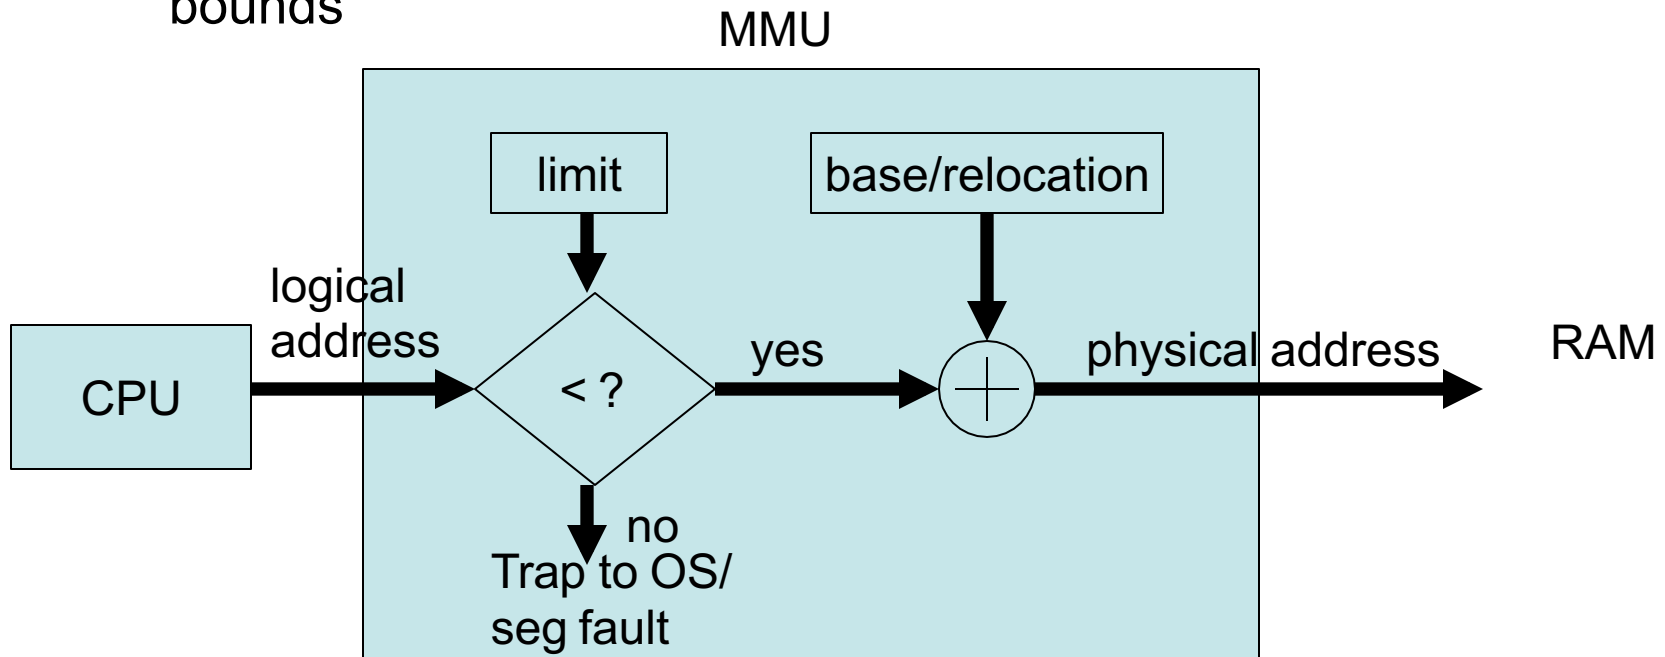 bounds
MMU
limit
base/relocation
logical
address
CPU
< ?
yes
physical address
RAM
no
Trap to OS/
seg fault